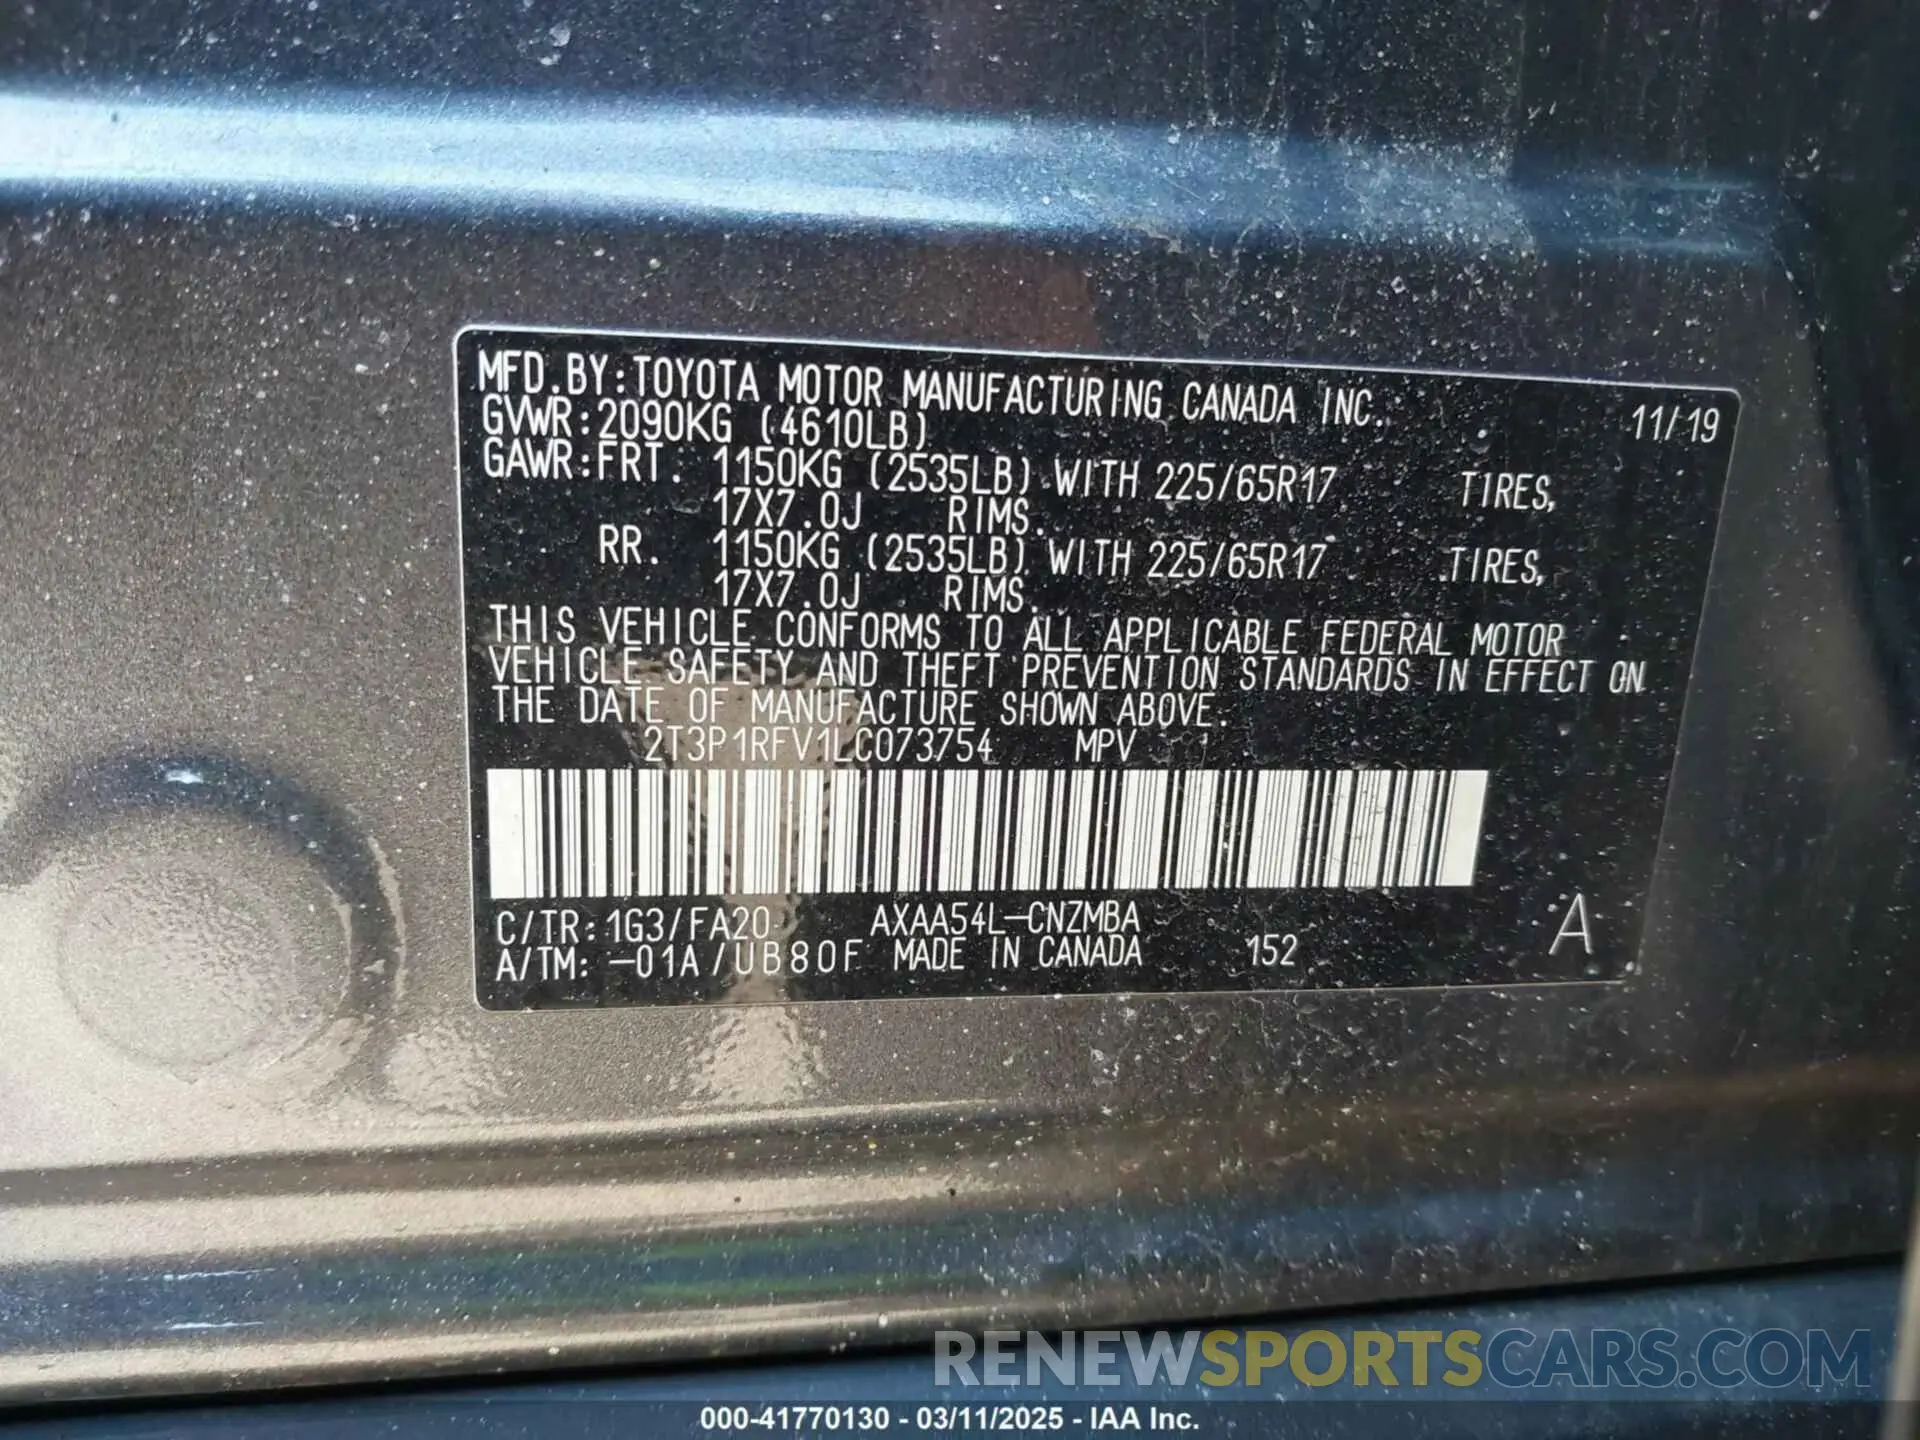 MFD.BY:TOYOTA MOTOR MANUFACTURING CANADA INC. 11/19
GVWR:2090KG (4610LB)
GAWR:FRT. 1150KG (2535LB) WITH 225/65R17 TIRES,
17X7.0J RIMS.
RR. 1150KG (2535LB) WITH 225/65R17 TIRES,
17X7.0J RIMS.
THIS VEHICLE CONFORMS TO ALL APPLICABLE FEDERAL MOTOR
VEHICLE SAFETY AND THEFT PREVENTION STANDARDS IN EFFECT ON
THE DATE OF MANUFACTURE SHOWN ABOVE.
2T3P1RFV1LC073754 MPV
C/TR:1G3/FA20 AXAA54L-CNZMBA
A/TM:-01A/UB80F MADE IN CANADA 152 A
RENEWSPORTSCARS.COM
000-41770130 - 03/11/2025 - IAA Inc.